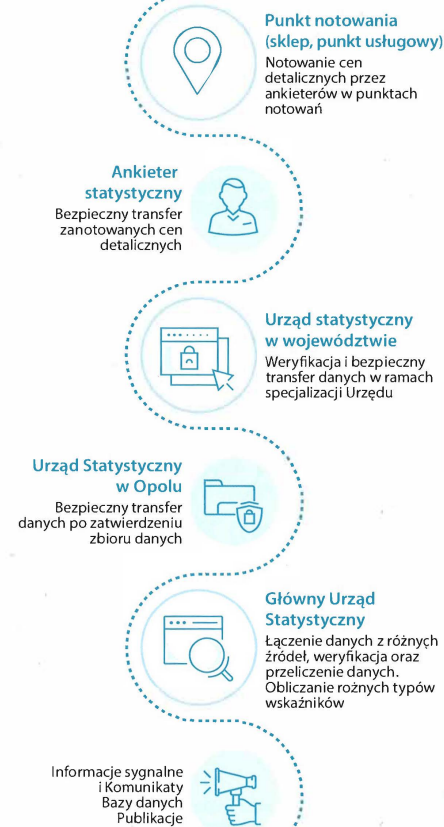 Punkt notowania
(sklep, punkt usługowy)
Notowanie cen
detalicznych przez
ankieterów w punktach
notowań
Ankieter
statystyczny
Bezpieczny transfer
zanotowanych cen
detalicznych
Urząd statystyczny
w województwie
Weryfikacja i bezpieczny
transfer danych w ramach
specjalizacji Urzędu
Urząd Statystyczny
w Opolu
Bezpieczny transfer
danych po zatwierdzeniu
zbioru danych
Główny Urząd
Statystyczny
Łączenie danych z różnych
źródeł, weryfikacja oraz
przeliczenie danych.
Obliczanie rożnych typów
wskaźników
Informacje sygnalne
i Komunikaty
Bazy danych
Publikacje